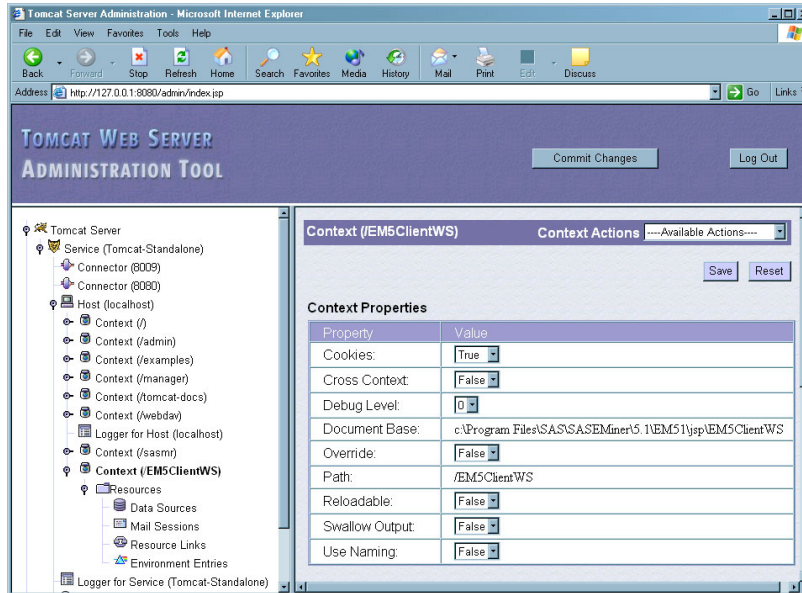 Tomcat Server Administration - Microsoft Internet Explorer
File Edit View Favorites Tools Help
Back Forward Stop Refresh Home Search Favorites Media History Mail Print Edit Discuss
Address http://127.0.0.1:8080/admin/index.jsp Go Links
TOMCAT WEB SERVER
ADMINISTRATION TOOL
Commit Changes Log Out
Tomcat Server
Service (Tomcat-Standalone)
Connector (8009)
Connector (8080)
Host (localhost)
Context (/)
Context (/admin)
Context (/examples)
Context (/manager)
Context (/tomcat-docs)
Context (/webdav)
Logger for Host (localhost)
Context (/sasmr)
Context (/EM5ClientWS)
Resources
Data Sources
Mail Sessions
Resource Links
Environment Entries
Logger for Service (Tomcat-Standalone)
Context (/EM5ClientWS) Context Actions ----Available Actions----
Save Reset
Context Properties
Property Value
Cookies: True
Cross Context: False
Debug Level: 0
Document Base: c:\Program Files\SAS\SASEMiner\5.1\EM51\jsp\EM5ClientWS
Override: False
Path: /EM5ClientWS
Reloadable: False
Swallow Output: False
Use Naming: False